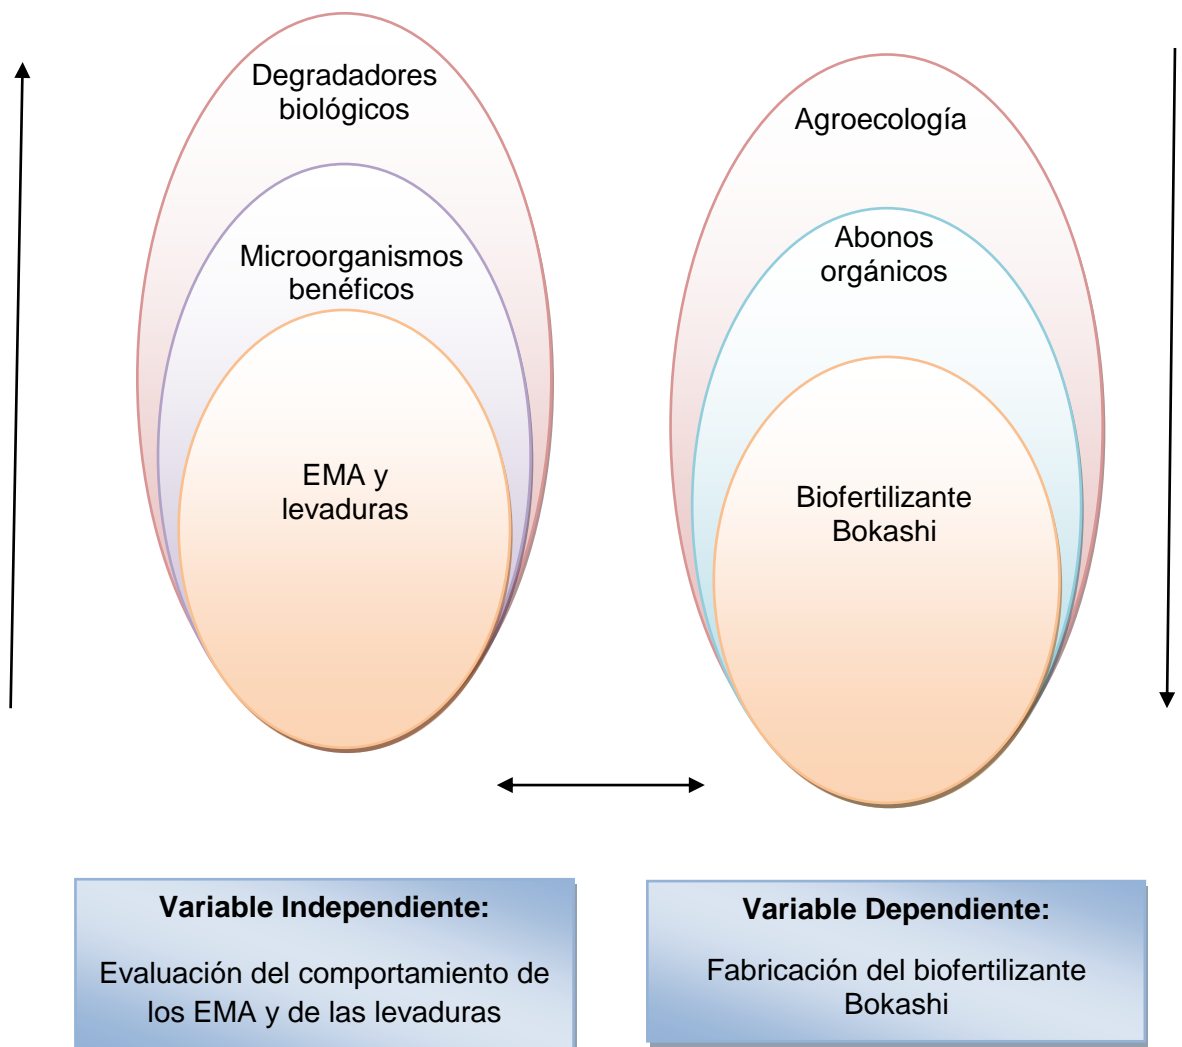 Degradadores
biológicos
Microorganismos
benéficos
EMA y
levaduras
Agroecología
Abonos
orgánicos
Biofertilizante
Bokashi
Variable Independiente:
Evaluación del comportamiento de
los EMA y de las levaduras
Variable Dependiente:
Fabricación del biofertilizante
Bokashi